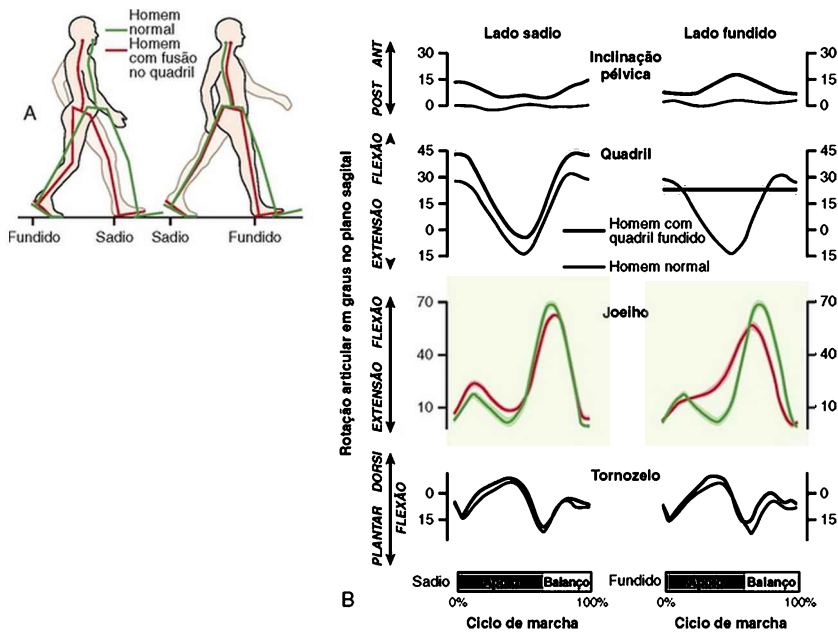 Homem
normal
Homem
com fusão
no quadril
A
Fundido
Sadio
Sadio
Fundido
Lado sadio
Lado fundido
Rotação articular em graus no plano sagital
POST ANT
30
15
0
Inclinação
pélvica
30
15
0
EXTENSÃO FLEXÃO
45
30
15
0
15
Quadril
Homem com
quadril fundido
Homem normal
45
30
15
0
15
EXTENSÃO FLEXÃO
70
40
10
Joelho
70
40
10
PLANTAR DORSI
FLEXÃO
0
15
Tornozelo
0
15
Sadio
Balanço
Fundido
Balanço
0%
100%
0%
100%
Ciclo de marcha
Ciclo de marcha
B